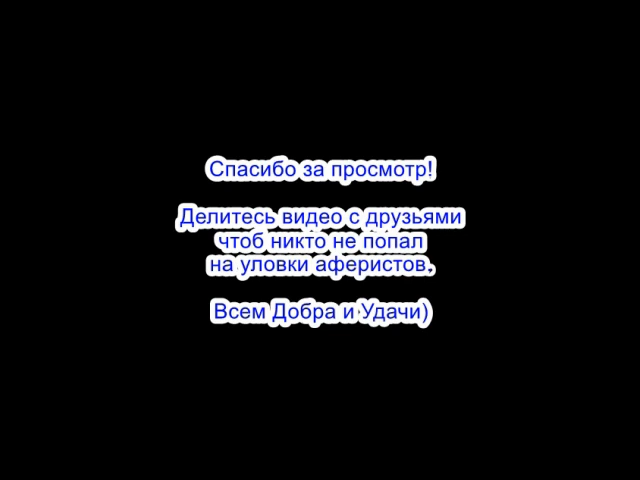 Спасибо за просмотр!
Делитесь видео с друзьями
чтоб никто не попал
на уловки аферистов.
Всем Добра и Удачи)